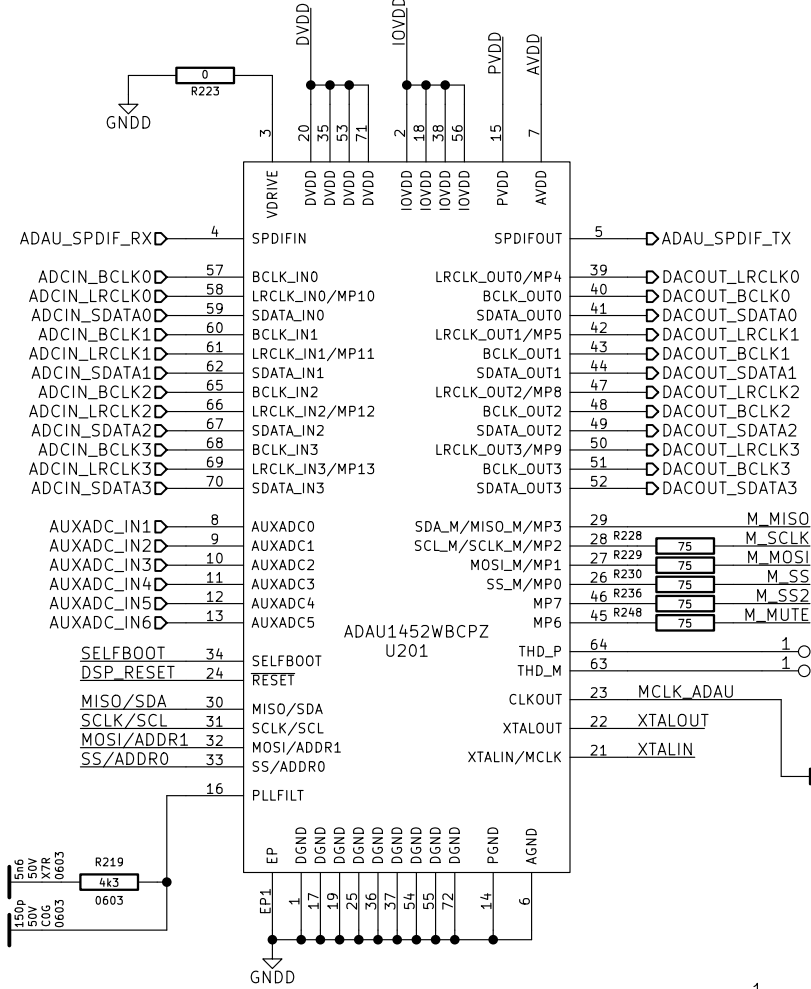 DVDD
IOVDD
PVDD
AVDD
0
R223
GNDD
3
20
35
53
71
2
18
38
56
15
7
VDRIVE
DVDD
DVDD
DVDD
DVDD
IOVDD
IOVDD
IOVDD
IOVDD
PVDD
AVDD
ADAU_SPDIF_RX 4 SPDIFIN
SPDIFOUT 5 ADAU_SPDIF_TX
ADCIN_BCLK0 57 BCLK_IN0
ADCIN_LRCLK0 58 LRCLK_IN0/MP10
ADCIN_SDATA0 59 SDATA_IN0
ADCIN_BCLK1 60 BCLK_IN1
ADCIN_LRCLK1 61 LRCLK_IN1/MP11
ADCIN_SDATA1 62 SDATA_IN1
ADCIN_BCLK2 65 BCLK_IN2
ADCIN_LRCLK2 66 LRCLK_IN2/MP12
ADCIN_SDATA2 67 SDATA_IN2
ADCIN_BCLK3 68 BCLK_IN3
ADCIN_LRCLK3 69 LRCLK_IN3/MP13
ADCIN_SDATA3 70 SDATA_IN3
LRCLK_OUT0/MP4 39 DACOUT_LRCLK0
BCLK_OUT0 40 DACOUT_BCLK0
SDATA_OUT0 41 DACOUT_SDATA0
LRCLK_OUT1/MP5 42 DACOUT_LRCLK1
BCLK_OUT1 43 DACOUT_BCLK1
SDATA_OUT1 44 DACOUT_SDATA1
LRCLK_OUT2/MP8 47 DACOUT_LRCLK2
BCLK_OUT2 48 DACOUT_BCLK2
SDATA_OUT2 49 DACOUT_SDATA2
LRCLK_OUT3/MP9 50 DACOUT_LRCLK3
BCLK_OUT3 51 DACOUT_BCLK3
SDATA_OUT3 52 DACOUT_SDATA3
AUXADC_IN1 8 AUXADC0
AUXADC_IN2 9 AUXADC1
AUXADC_IN3 10 AUXADC2
AUXADC_IN4 11 AUXADC3
AUXADC_IN5 12 AUXADC4
AUXADC_IN6 13 AUXADC5
SDA_M/MISO_M/MP3 29 M_MISO
SCL_M/SCLK_M/MP2 28 R228 75 M_SCLK
MOSI_M/MP1 27 R229 75 M_MOSI
SS_M/MP0 26 R230 75 M_SS
MP7 46 R236 75 M_SS2
MP6 45 R248 75 M_MUTE
ADAU1452WBCPZ
U201
SELFBOOT 34 SELFBOOT
DSP_RESET 24 RESET
THD_P 64 1
THD_M 63 1
MISO/SDA 30 MISO/SDA
SCLK/SCL 31 SCLK/SCL
MOSI/ADDR1 32 MOSI/ADDR1
SS/ADDR0 33 SS/ADDR0
CLKOUT 23 MCLK_ADAU
XTALOUT 22 XTALOUT
XTALIN/MCLK 21 XTALIN
16 PLLFILT
5n6
50V
X7R
0603
R219
4k3
0603
150p
50V
C0G
0603
EP
DGND
DGND
DGND
DGND
DGND
DGND
DGND
DGND
DGND
PGND
AGND
EP1
1
17
19
25
36
37
54
55
72
14
6
GNDD
1